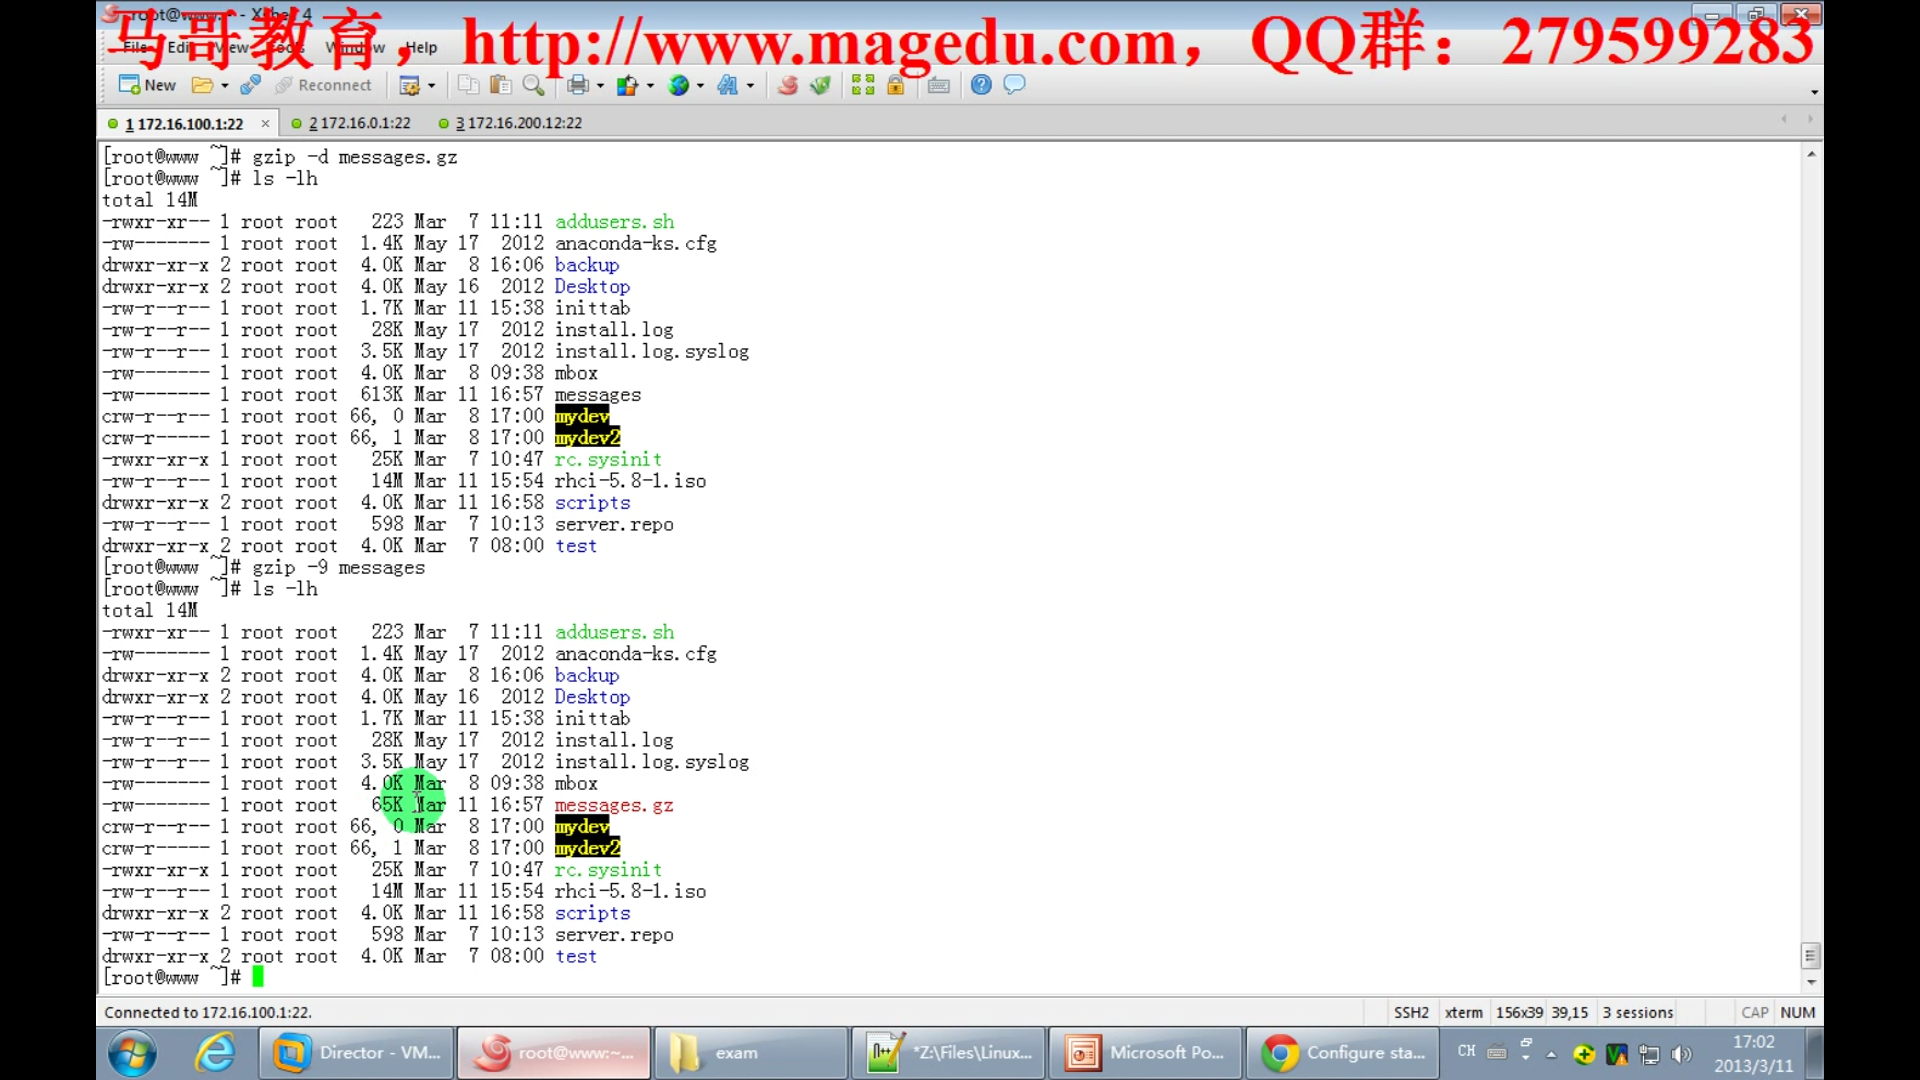 root@www:~ - Xshell 4
马哥教育，http://www.magedu.com，QQ群：279599283
File Edit View Tools Window Help
New Reconnect
1 172.16.100.1:22 2 172.16.0.1:22 3 172.16.200.12:22
[root@www ~]# gzip -d messages.gz
[root@www ~]# ls -lh
total 14M
-rwxr-xr-- 1 root root 223 Mar 7 11:11 addusers.sh
-rw------- 1 root root 1.4K May 17 2012 anaconda-ks.cfg
drwxr-xr-x 2 root root 4.0K Mar 8 16:06 backup
drwxr-xr-x 2 root root 4.0K May 16 2012 Desktop
-rw-r--r-- 1 root root 1.7K Mar 11 15:38 inittab
-rw-r--r-- 1 root root 28K May 17 2012 install.log
-rw-r--r-- 1 root root 3.5K May 17 2012 install.log.syslog
-rw------- 1 root root 4.0K Mar 8 09:38 mbox
-rw------- 1 root root 613K Mar 11 16:57 messages
crw-r--r-- 1 root root 66, 0 Mar 8 17:00 mydev
crw-r----- 1 root root 66, 1 Mar 8 17:00 mydev2
-rwxr-xr-x 1 root root 25K Mar 7 10:47 rc.sysinit
-rw-r--r-- 1 root root 14M Mar 11 15:54 rhci-5.8-1.iso
drwxr-xr-x 2 root root 4.0K Mar 11 16:58 scripts
-rw-r--r-- 1 root root 598 Mar 7 10:13 server.repo
drwxr-xr-x 2 root root 4.0K Mar 7 08:00 test
[root@www ~]# gzip -9 messages
[root@www ~]# ls -lh
total 14M
-rwxr-xr-- 1 root root 223 Mar 7 11:11 addusers.sh
-rw------- 1 root root 1.4K May 17 2012 anaconda-ks.cfg
drwxr-xr-x 2 root root 4.0K Mar 8 16:06 backup
drwxr-xr-x 2 root root 4.0K May 16 2012 Desktop
-rw-r--r-- 1 root root 1.7K Mar 11 15:38 inittab
-rw-r--r-- 1 root root 28K May 17 2012 install.log
-rw-r--r-- 1 root root 3.5K May 17 2012 install.log.syslog
-rw------- 1 root root 4.0K Mar 8 09:38 mbox
-rw------- 1 root root 65K Mar 11 16:57 messages.gz
crw-r--r-- 1 root root 66, 0 Mar 8 17:00 mydev
crw-r----- 1 root root 66, 1 Mar 8 17:00 mydev2
-rwxr-xr-x 1 root root 25K Mar 7 10:47 rc.sysinit
-rw-r--r-- 1 root root 14M Mar 11 15:54 rhci-5.8-1.iso
drwxr-xr-x 2 root root 4.0K Mar 11 16:58 scripts
-rw-r--r-- 1 root root 598 Mar 7 10:13 server.repo
drwxr-xr-x 2 root root 4.0K Mar 7 08:00 test
[root@www ~]#
Connected to 172.16.100.1:22. SSH2 xterm 156x39 39,15 3 sessions CAP NUM
Director - VM... root@www:~... exam *Z:\Files\Linux... Microsoft Po... Configure sta... CH 17:02
2013/3/11